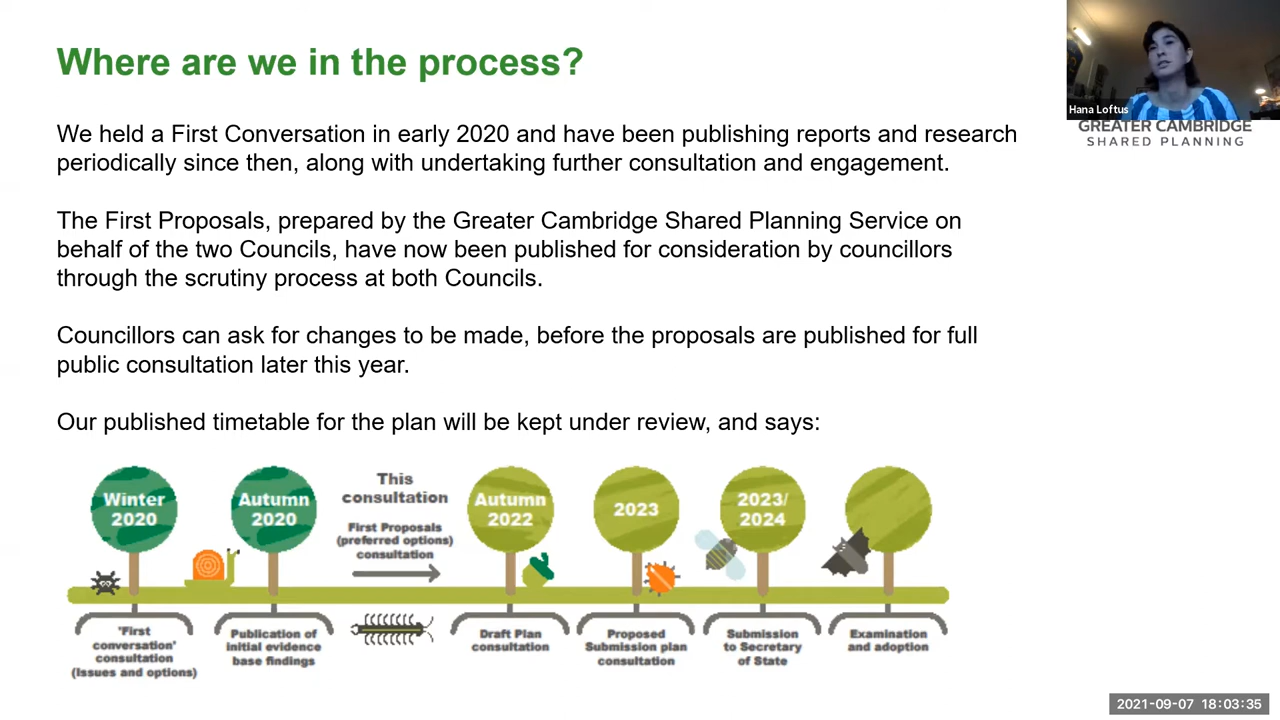 Where are we in the process?
Hana Loftus
GREATER CAMBRIDGE
SHARED PLANNING
We held a First Conversation in early 2020 and have been publishing reports and research
periodically since then, along with undertaking further consultation and engagement.
The First Proposals, prepared by the Greater Cambridge Shared Planning Service on
behalf of the two Councils, have now been published for consideration by councillors
through the scrutiny process at both Councils.
Councillors can ask for changes to be made, before the proposals are published for full
public consultation later this year.
Our published timetable for the plan will be kept under review, and says:
Winter
2020
Autumn
2020
This
consultation
First Proposals
(preferred options)
consultation
Autumn
2022
2023
2023/
2024
'First
conversation'
consultation
(Issues and options)
Publication of
initial evidence
base findings
Draft Plan
consultation
Proposed
Submission plan
consultation
Submission
to Secretary
of State
Examination
and adoption
2021-09-07 18:03:35